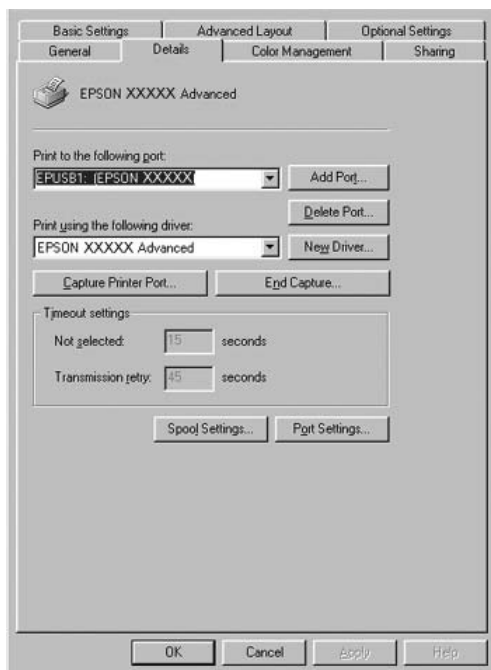 Basic Settings Advanced Layout Optional Settings
General Details Color Management Sharing
EPSON XXXXX Advanced
Print to the following port:
EPUSB1: (EPSON XXXXX Add Port...
Delete Port...
Print using the following driver:
EPSON XXXXX Advanced New Driver...
Capture Printer Port... End Capture...
Timeout settings
Not selected: 15 seconds
Transmission retry: 45 seconds
Spool Settings... Port Settings...
OK Cancel Apply Help